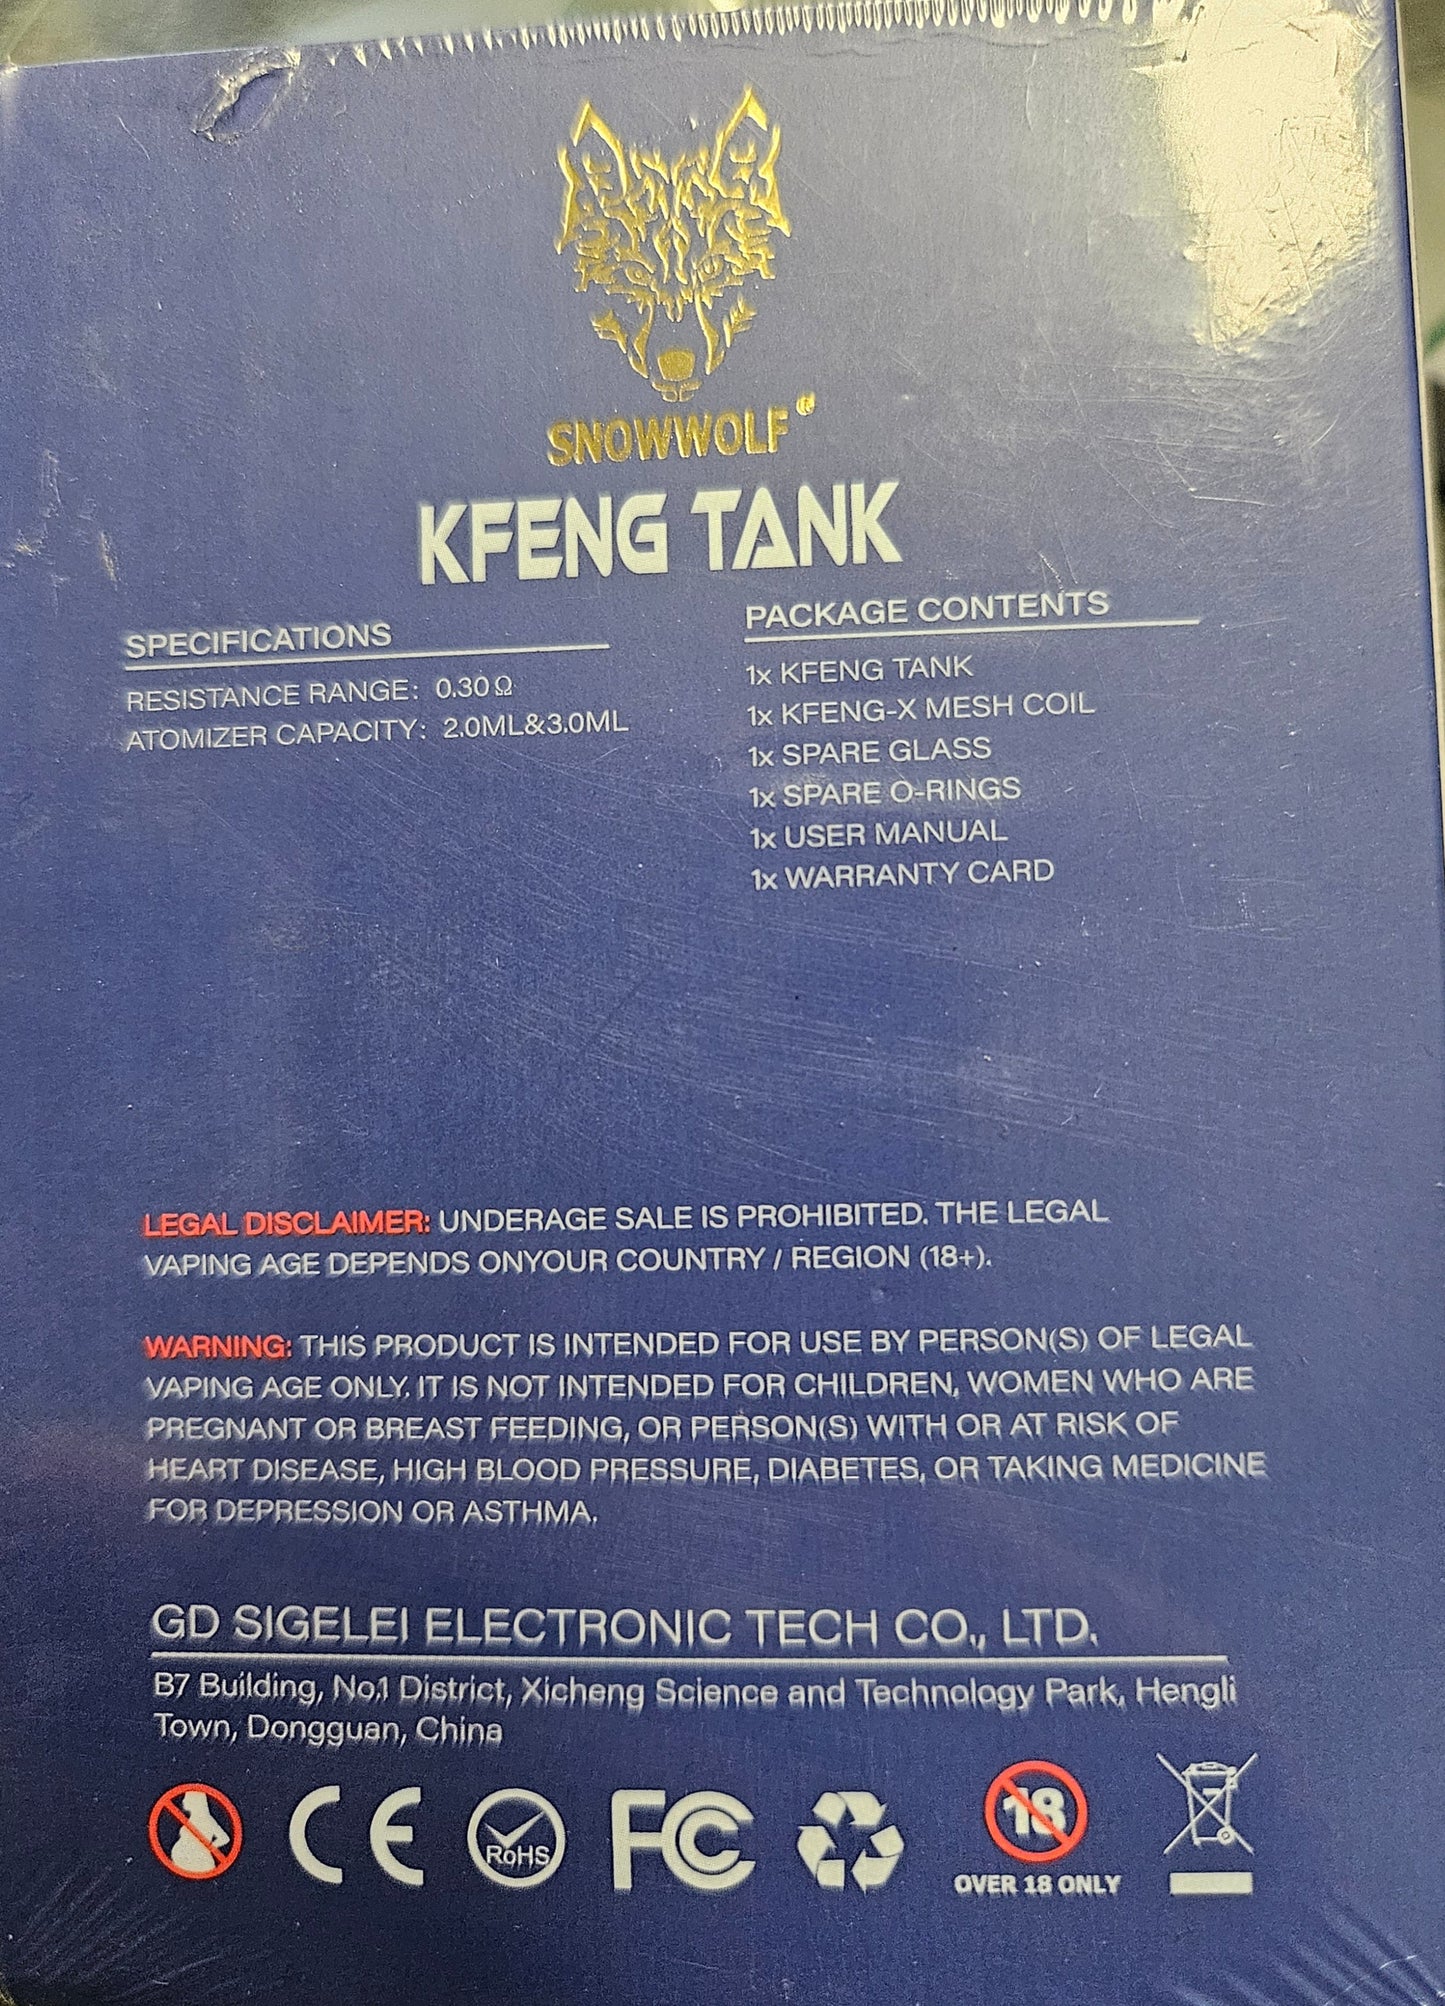 SNOWWOLF®
KFENG TANK
SPECIFICATIONS
RESISTANCE RANGE: 0.30Ω
ATOMIZER CAPACITY: 2.0ML&3.0ML
PACKAGE CONTENTS
1x KFENG TANK
1x KFENG-X MESH COIL
1x SPARE GLASS
1x SPARE O-RINGS
1x USER MANUAL
1x WARRANTY CARD
LEGAL DISCLAIMER: UNDERAGE SALE IS PROHIBITED. THE LEGAL
VAPING AGE DEPENDS ONYOUR COUNTRY / REGION (18+).
WARNING: THIS PRODUCT IS INTENDED FOR USE BY PERSON(S) OF LEGAL
VAPING AGE ONLY. IT IS NOT INTENDED FOR CHILDREN, WOMEN WHO ARE
PREGNANT OR BREAST FEEDING, OR PERSON(S) WITH OR AT RISK OF
HEART DISEASE, HIGH BLOOD PRESSURE, DIABETES, OR TAKING MEDICINE
FOR DEPRESSION OR ASTHMA.
GD SIGELEI ELECTRONIC TECH CO., LTD.
B7 Building, No.1 District, Xicheng Science and Technology Park, Hengli
Town, Dongguan, China
CE RoHS FC 18
OVER 18 ONLY